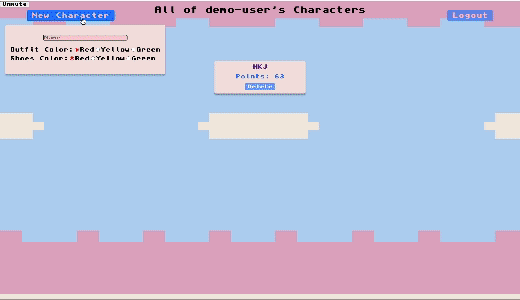 Unmute
New Character
All of demo-user's Characters
Logout
Name
Outfit Color: Red Yellow Green
Shoes Color: Red Yellow Green
HKJ
Points: 63
Delete